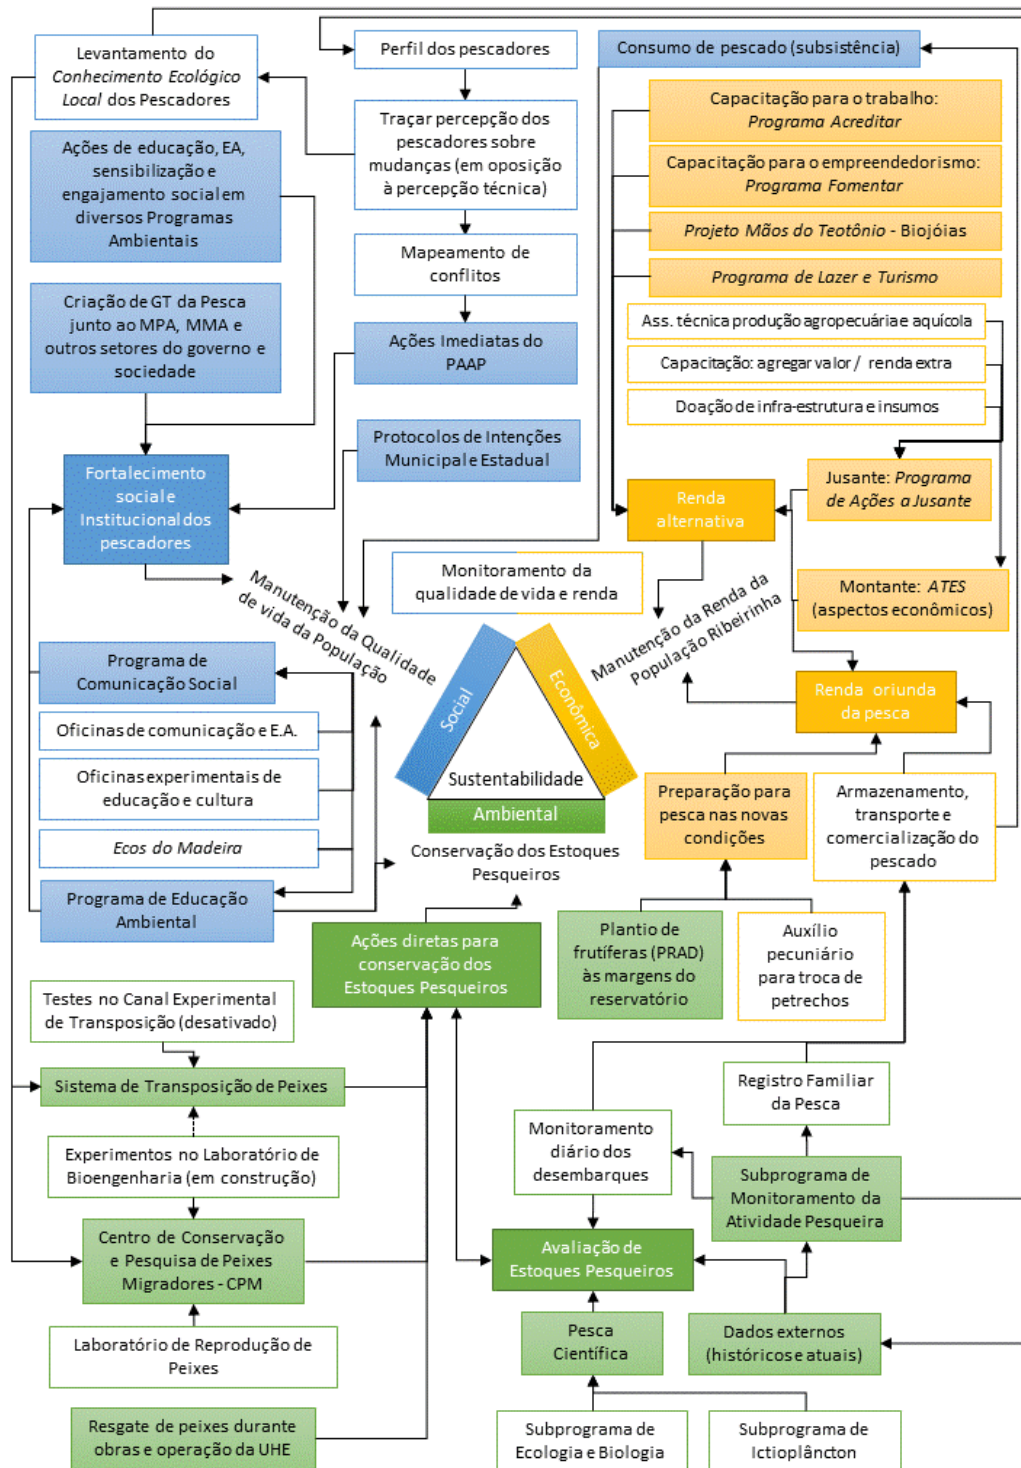 Levantamento do
Conhecimento Ecológico
Local dos Pescadores
Perfil dos pescadores
Consumo de pescado (subsistência)
Traçar percepção dos
pescadores sobre
mudanças (em oposição
à percepção técnica)
Capacitação para o trabalho:
Programa Acreditar
Capacitação para o empreendedorismo:
Programa Fomentar
Projeto Mãos do Teotônio - Biojóias
Programa de Lazer e Turismo
Ações de educação, EA,
sensibilização e
engajamento social em
diversos Programas
Ambientais
Mapeamento de
conflitos
Criação de GT da Pesca
junto ao MPA, MMA e
outros setores do governo e
sociedade
Ações Imediatas do
PAAP
Ass. técnica produção agropecuária e aquícola
Capacitação: agregar valor / renda extra
Doação de infra-estrutura e insumos
Protocolos de Intenções
Municipal e Estadual
Fortalecimento
social e
Institucional dos
pescadores
Renda
alternativa
Jusante: Programa
de Ações a Jusante
Monitoramento da
qualidade de vida e renda
Montante: ATES
(aspectos econômicos)
Manutenção da Qualidade
de vida da População
Manutenção da Renda da
População Ribeirinha
Programa de
Comunicação Social
Oficinas de comunicação e E.A.
Oficinas experimentais de
educação e cultura
Ecos do Madeira
Programa de Educação
Ambiental
Social
Econômica
Sustentabilidade
Ambiental
Conservação dos Estoques
Pesqueiros
Renda oriunda
da pesca
Preparação para
pesca nas novas
condições
Armazenamento,
transporte e
comercialização do
pescado
Ações diretas para
conservação dos
Estoques Pesqueiros
Plantio de
frutíferas (PRAD)
às margens do
reservatório
Auxílio
pecuniário
para troca de
petrechos
Testes no Canal Experimental
de Transposição (desativado)
Sistema de Transposição de Peixes
Experimentos no Laboratório de
Bioengenharia (em construção)
Centro de Conservação
e Pesquisa de Peixes
Migradores - CPM
Laboratório de Reprodução de
Peixes
Resgate de peixes durante
obras e operação da UHE
Registro Familiar
da Pesca
Monitoramento
diário dos
desembarques
Subprograma de
Monitoramento da
Atividade Pesqueira
Avaliação de
Estoques Pesqueiros
Pesca
Científica
Dados externos
(históricos e atuais)
Subprograma de
Ecologia e Biologia
Subprograma de
Ictioplâncton